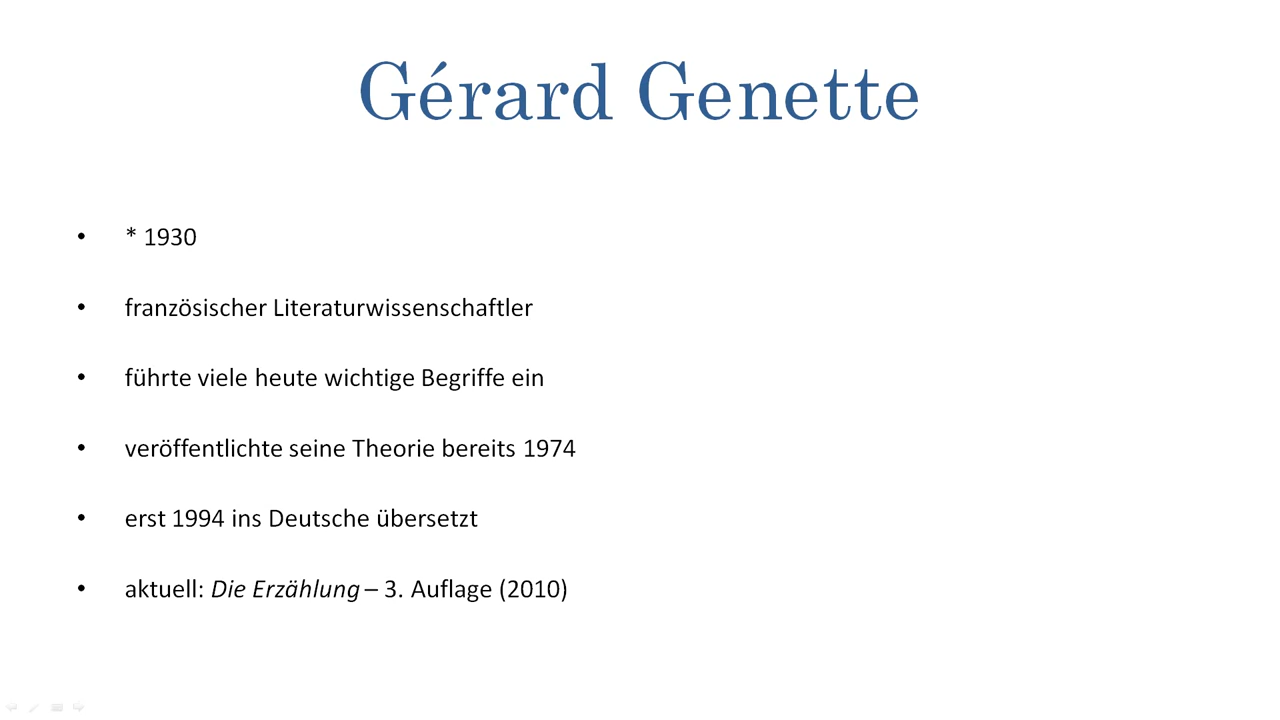 Gérard Genette
• * 1930
• französischer Literaturwissenschaftler
• führte viele heute wichtige Begriffe ein
• veröffentlichte seine Theorie bereits 1974
• erst 1994 ins Deutsche übersetzt
• aktuell: Die Erzählung – 3. Auflage (2010)